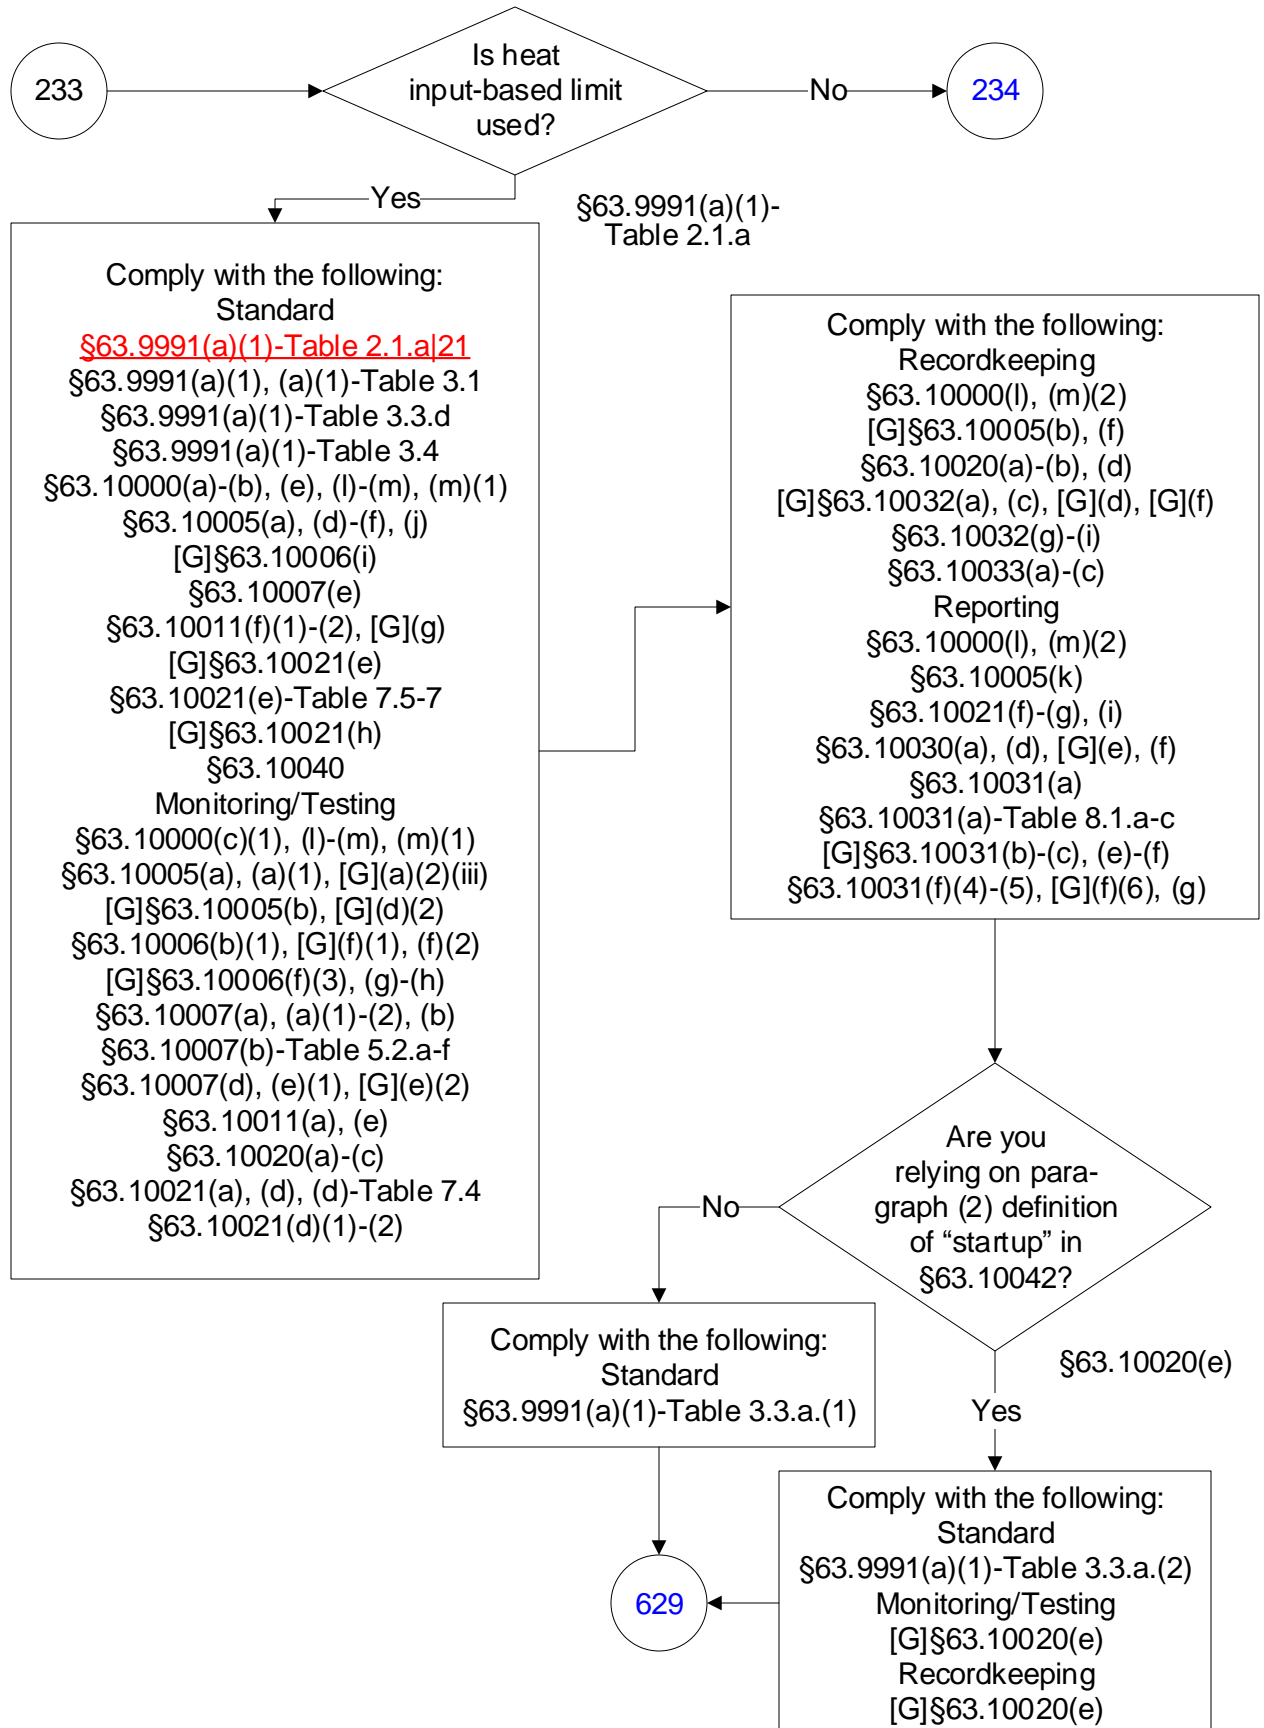 233
Is heat
input-based limit
used?
No
234
Yes
§63.9991(a)(1)-
Table 2.1.a
Comply with the following:
Standard
§63.9991(a)(1)-Table 2.1.a|21
§63.9991(a)(1), (a)(1)-Table 3.1
§63.9991(a)(1)-Table 3.3.d
§63.9991(a)(1)-Table 3.4
§63.10000(a)-(b), (e), (l)-(m), (m)(1)
§63.10005(a), (d)-(f), (j)
[G]§63.10006(i)
§63.10007(e)
§63.10011(f)(1)-(2), [G](g)
[G]§63.10021(e)
§63.10021(e)-Table 7.5-7
[G]§63.10021(h)
§63.10040
Monitoring/Testing
§63.10000(c)(1), (l)-(m), (m)(1)
§63.10005(a), (a)(1), [G](a)(2)(iii)
[G]§63.10005(b), [G](d)(2)
§63.10006(b)(1), [G](f)(1), (f)(2)
[G]§63.10006(f)(3), (g)-(h)
§63.10007(a), (a)(1)-(2), (b)
§63.10007(b)-Table 5.2.a-f
§63.10007(d), (e)(1), [G](e)(2)
§63.10011(a), (e)
§63.10020(a)-(c)
§63.10021(a), (d), (d)-Table 7.4
§63.10021(d)(1)-(2)
Comply with the following:
Recordkeeping
§63.10000(l), (m)(2)
[G]§63.10005(b), (f)
§63.10020(a)-(b), (d)
[G]§63.10032(a), (c), [G](d), [G](f)
§63.10032(g)-(i)
§63.10033(a)-(c)
Reporting
§63.10000(l), (m)(2)
§63.10005(k)
§63.10021(f)-(g), (i)
§63.10030(a), (d), [G](e), (f)
§63.10031(a)
§63.10031(a)-Table 8.1.a-c
[G]§63.10031(b)-(c), (e)-(f)
§63.10031(f)(4)-(5), [G](f)(6), (g)
Are you
relying on para-
graph (2) definition
of “startup” in
§63.10042?
No
§63.10020(e)
Yes
Comply with the following:
Standard
§63.9991(a)(1)-Table 3.3.a.(1)
Comply with the following:
Standard
§63.9991(a)(1)-Table 3.3.a.(2)
Monitoring/Testing
[G]§63.10020(e)
Recordkeeping
[G]§63.10020(e)
629